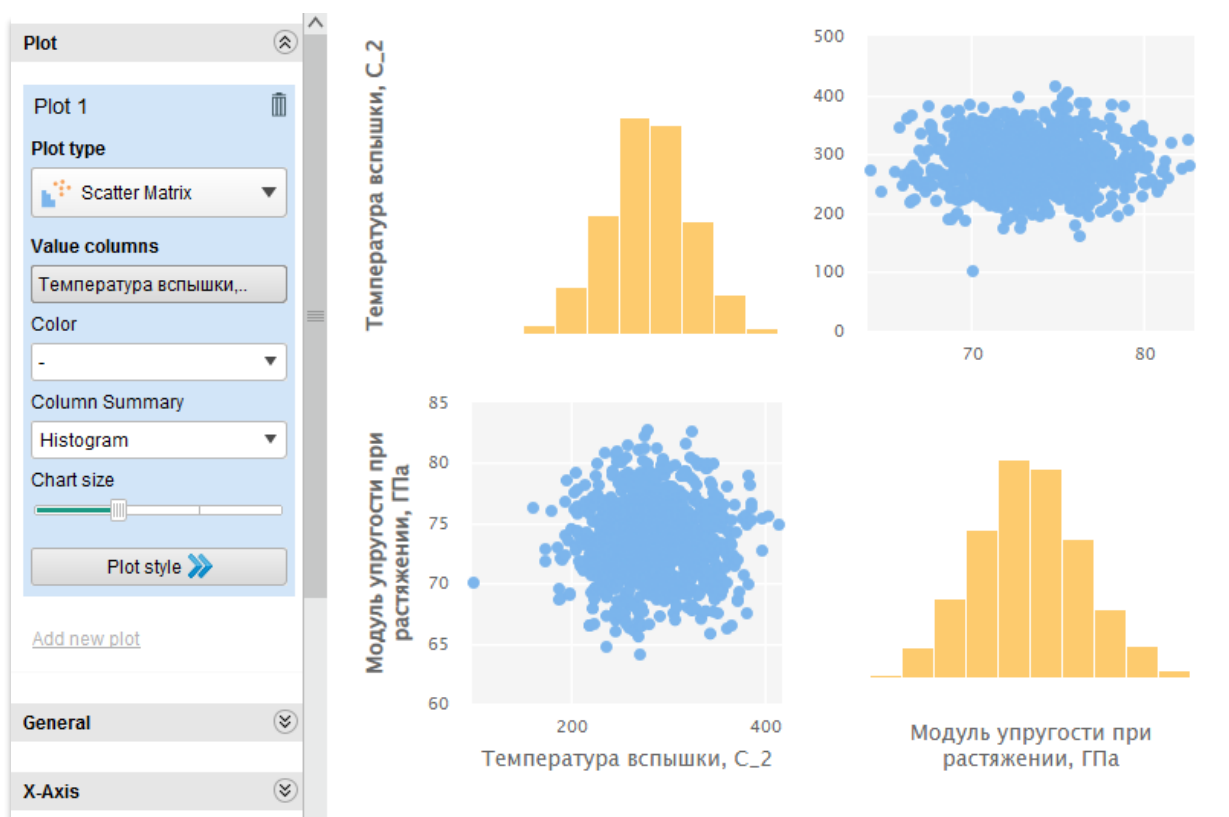 Plot
Plot 1
Plot type
Scatter Matrix
Value columns
Температура вспышки,..
Color
-
Column Summary
Histogram
Chart size
Plot style
Add new plot
General
X-Axis
Температура вспышки, С_2
500
400
300
200
100
0
70
80
Модуль упругости при
растяжении, ГПа
85
80
75
70
65
60
200
400
Температура вспышки, С_2
Модуль упругости при
растяжении, ГПа